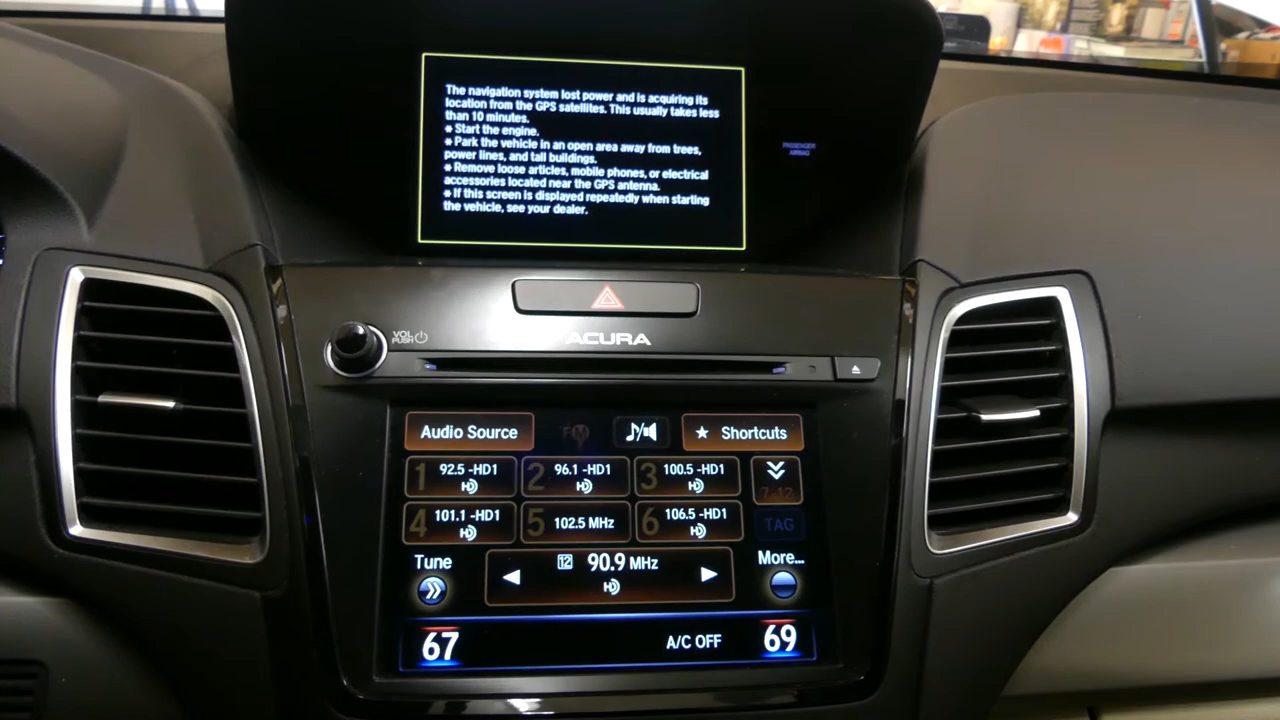 The navigation system lost power and is acquiring its
location from the GPS satellites. This usually takes less
than 10 minutes.
* Start the engine.
* Park the vehicle in an open area away from trees,
power lines, and tall buildings.
* Remove loose articles, mobile phones, or electrical
accessories located near the GPS antenna.
* If this screen is displayed repeatedly when starting
the vehicle, see your dealer.
PASSENGER
AIRBAG
VOL
PUSH
ACURA
Audio Source
FM
Shortcuts
1 92.5 -HD1
2 96.1 -HD1
3 100.5 -HD1
7-12
4 101.1 -HD1
5 102.5 MHz
6 106.5 -HD1
TAG
Tune
12 90.9 MHz
More...
67
A/C OFF
69